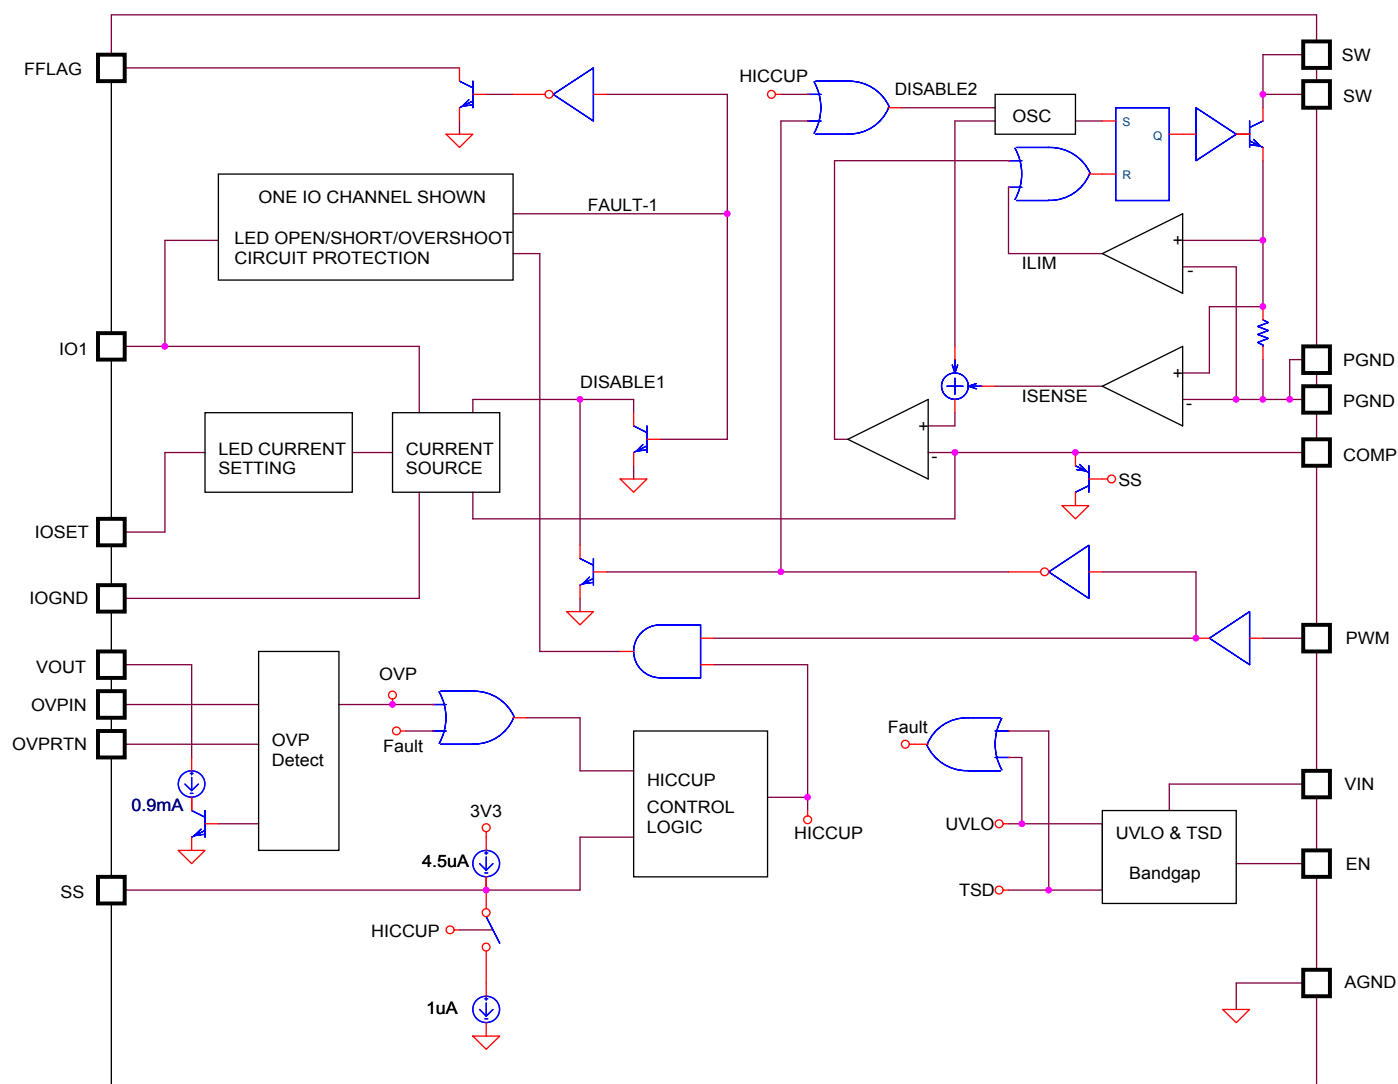 FFLAG
HICCUP
DISABLE2
OSC
S
Q
R
SW
SW
ONE IO CHANNEL SHOWN
LED OPEN/SHORT/OVERSHOOT
CIRCUIT PROTECTION
FAULT-1
+
-
ILIM
IO1
DISABLE1
+
ISENSE
+
-
PGND
PGND
LED CURRENT
SETTING
CURRENT
SOURCE
+
-
COMP
SS
IOSET
IOGND
PWM
VOUT
OVPIN
OVPRTN
OVP
Detect
OVP
Fault
0.9mA
HICCUP
CONTROL
LOGIC
HICCUP
Fault
UVLO
TSD
UVLO & TSD
Bandgap
VIN
EN
3V3
4.5uA
SS
HICCUP
1uA
AGND